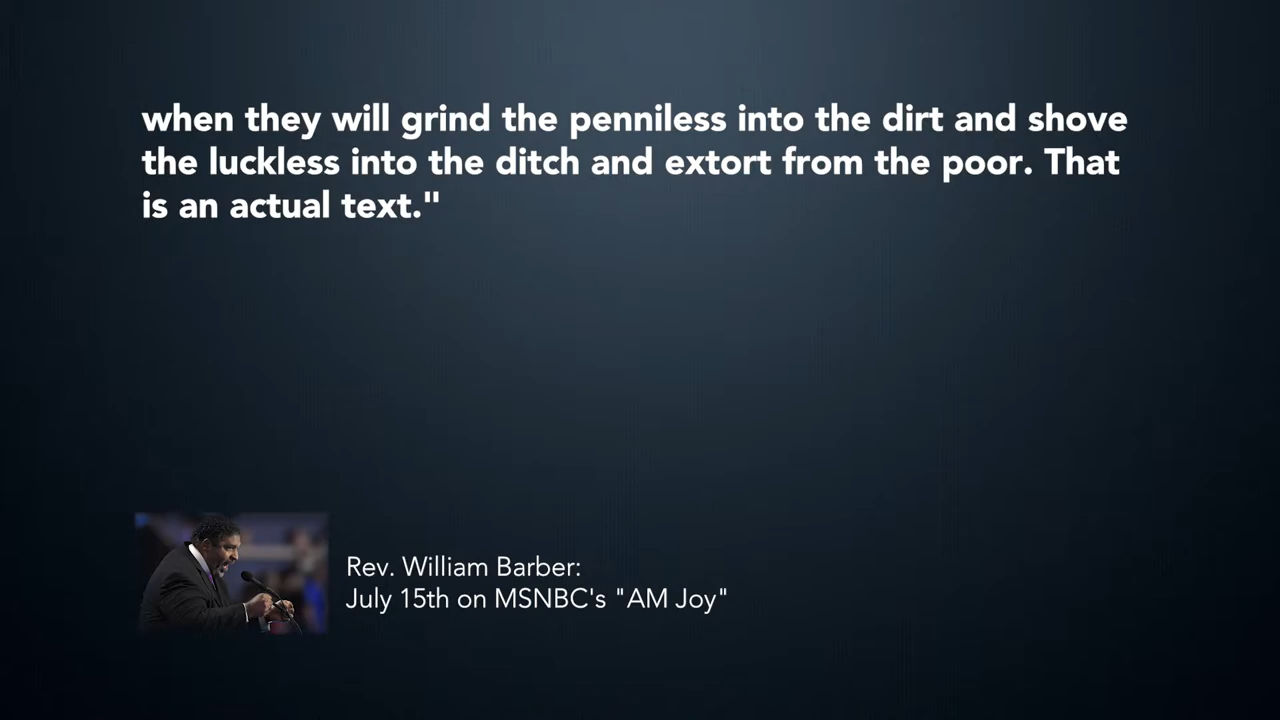 when they will grind the penniless into the dirt and shove
the luckless into the ditch and extort from the poor. That
is an actual text."
Rev. William Barber:
July 15th on MSNBC's "AM Joy"